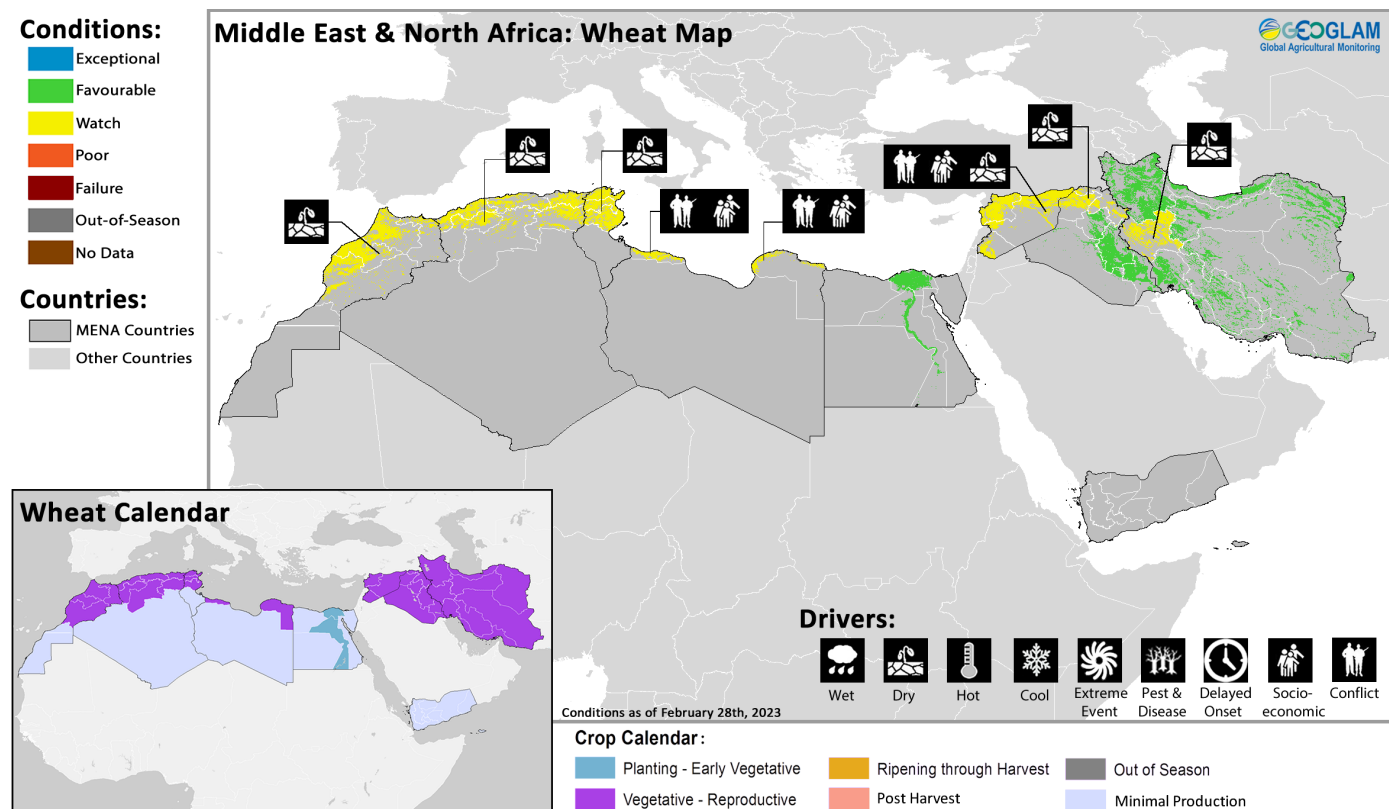 Conditions:
Exceptional
Favourable
Watch
Poor
Failure
Out-of-Season
No Data
Countries:
MENA Countries
Other Countries
Middle East & North Africa: Wheat Map
GEOGLAM
Global Agricultural Monitoring
Wheat Calendar
Drivers:
Wet
Dry
Hot
Cool
Extreme
Event
Pest &
Disease
Delayed
Onset
Socio-
economic
Conflict
Conditions as of February 28th, 2023
Crop Calendar:
Planting - Early Vegetative
Ripening through Harvest
Out of Season
Vegetative - Reproductive
Post Harvest
Minimal Production